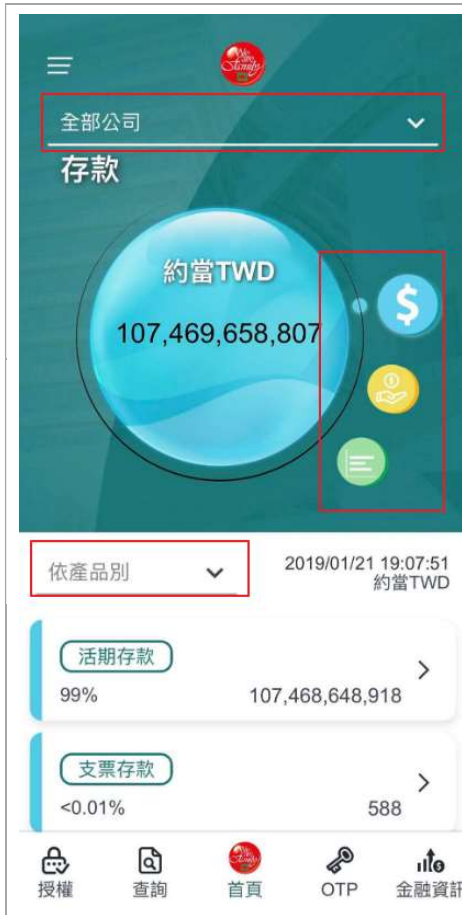 We Are Family
全部公司
存款
約當TWD
107,469,658,807
$
依產品別
2019/01/21 19:07:51
約當TWD
活期存款
99%
107,468,648,918
支票存款
<0.01%
588
授權
查詢
首頁
OTP
金融資訊